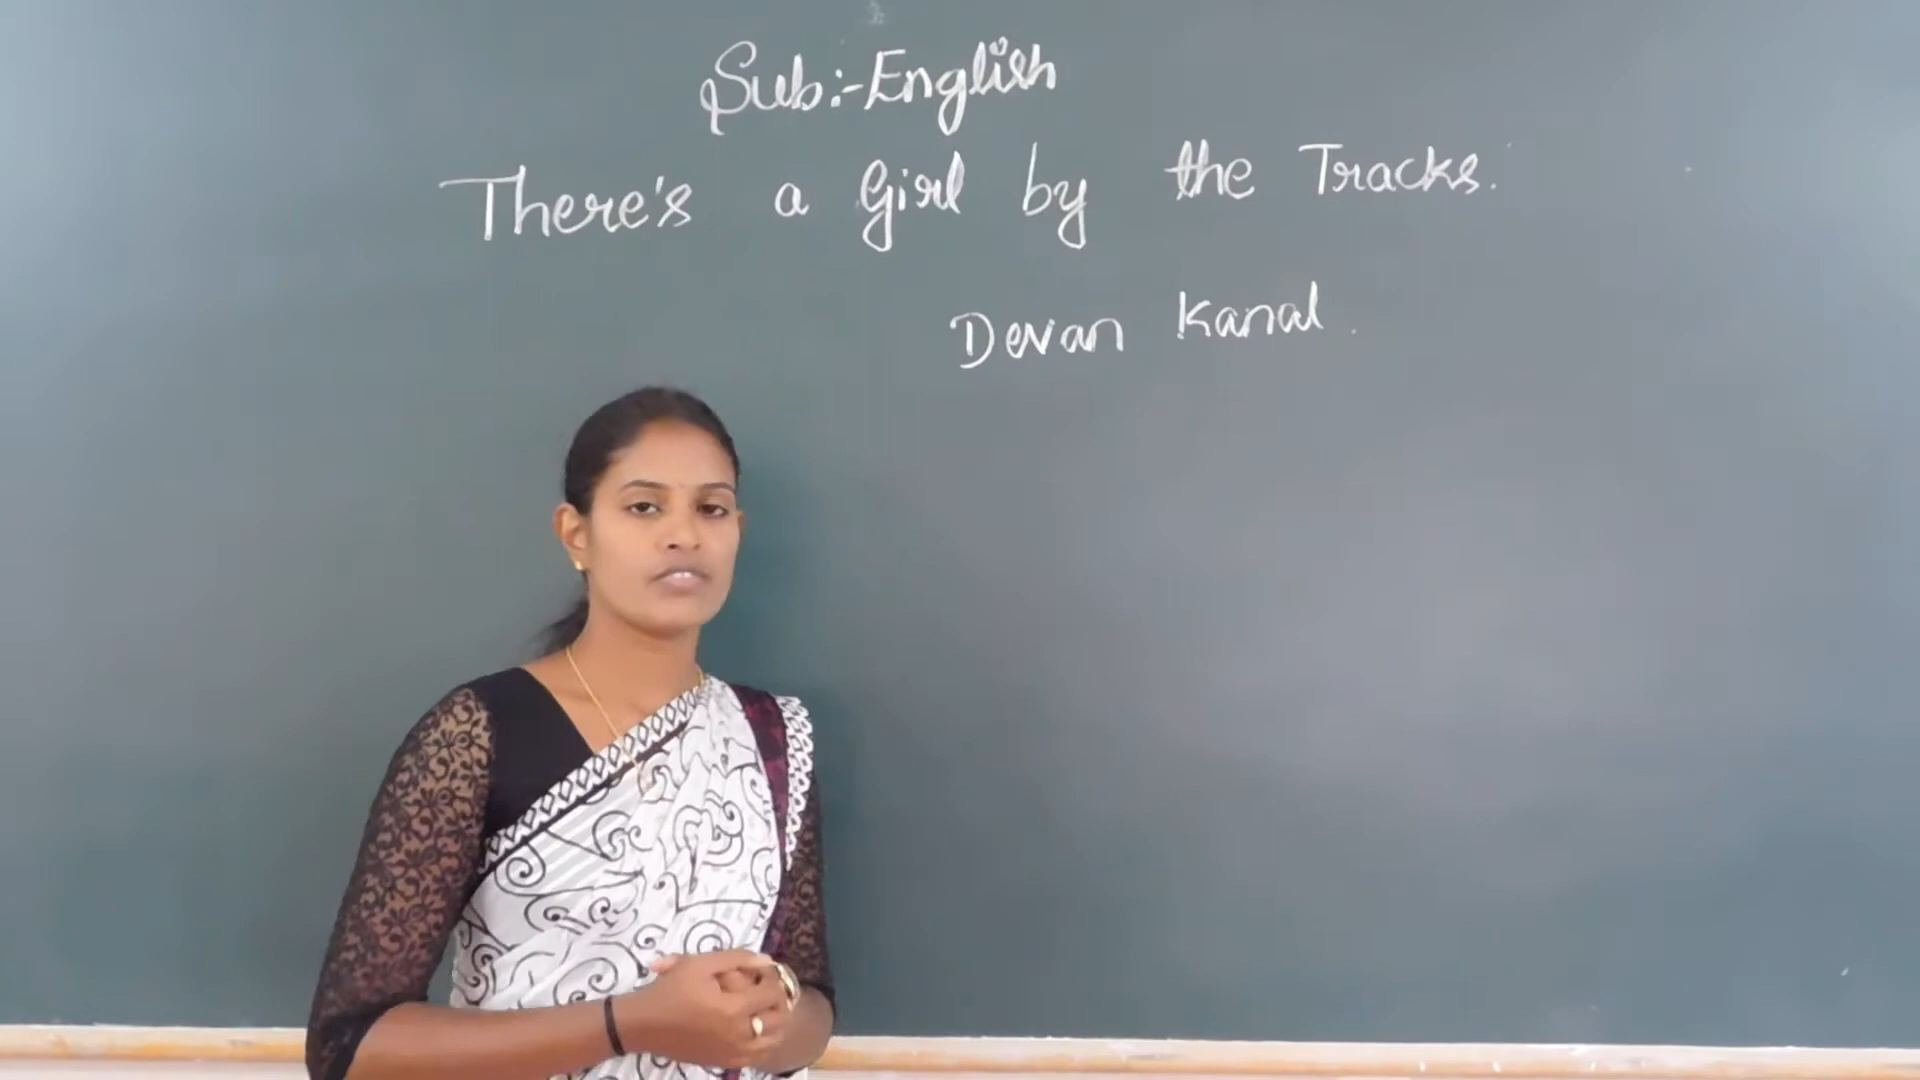 Sub:-English
There's a Girl by the Tracks.
Devan Kanal.